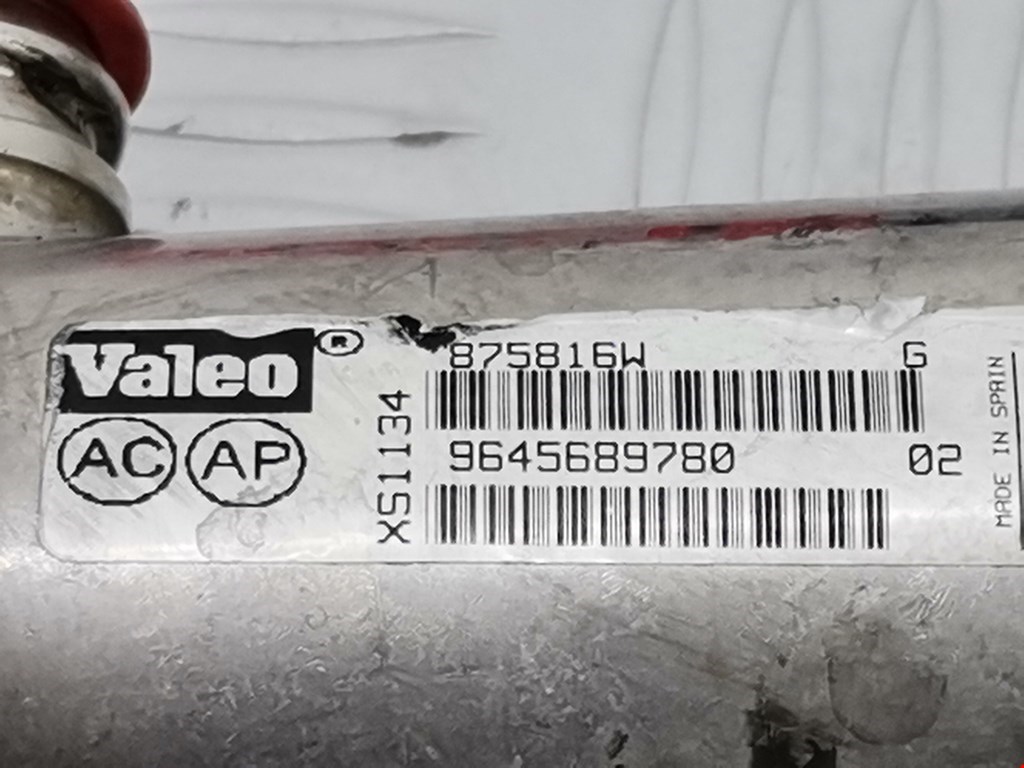 Valeo ®
AC AP
XS1134
875816W G
9645689780 02
MADE IN SPAIN